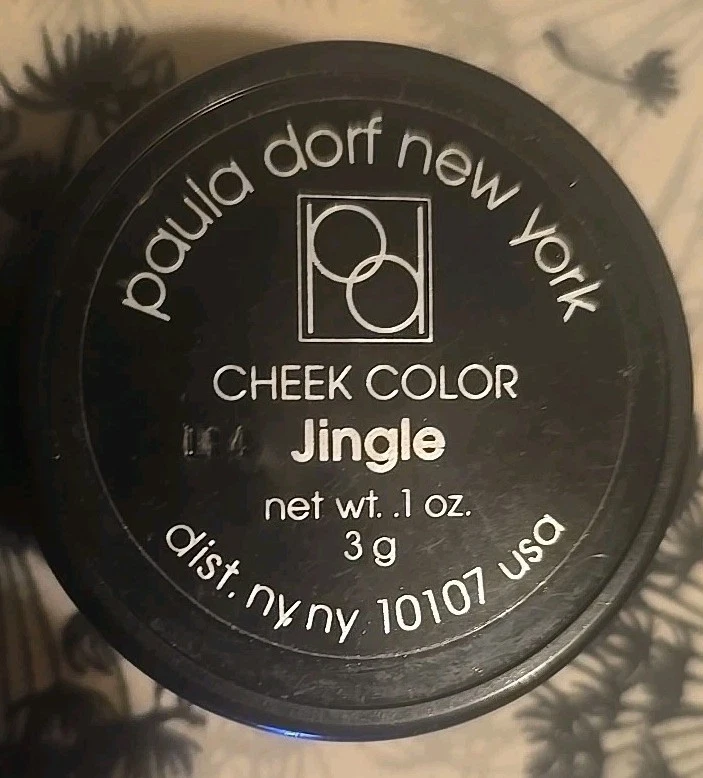 paula dorf new york
pd
CHEEK COLOR
Jingle
net wt. .1 oz.
3 g
dist. ny,ny 10107 usa